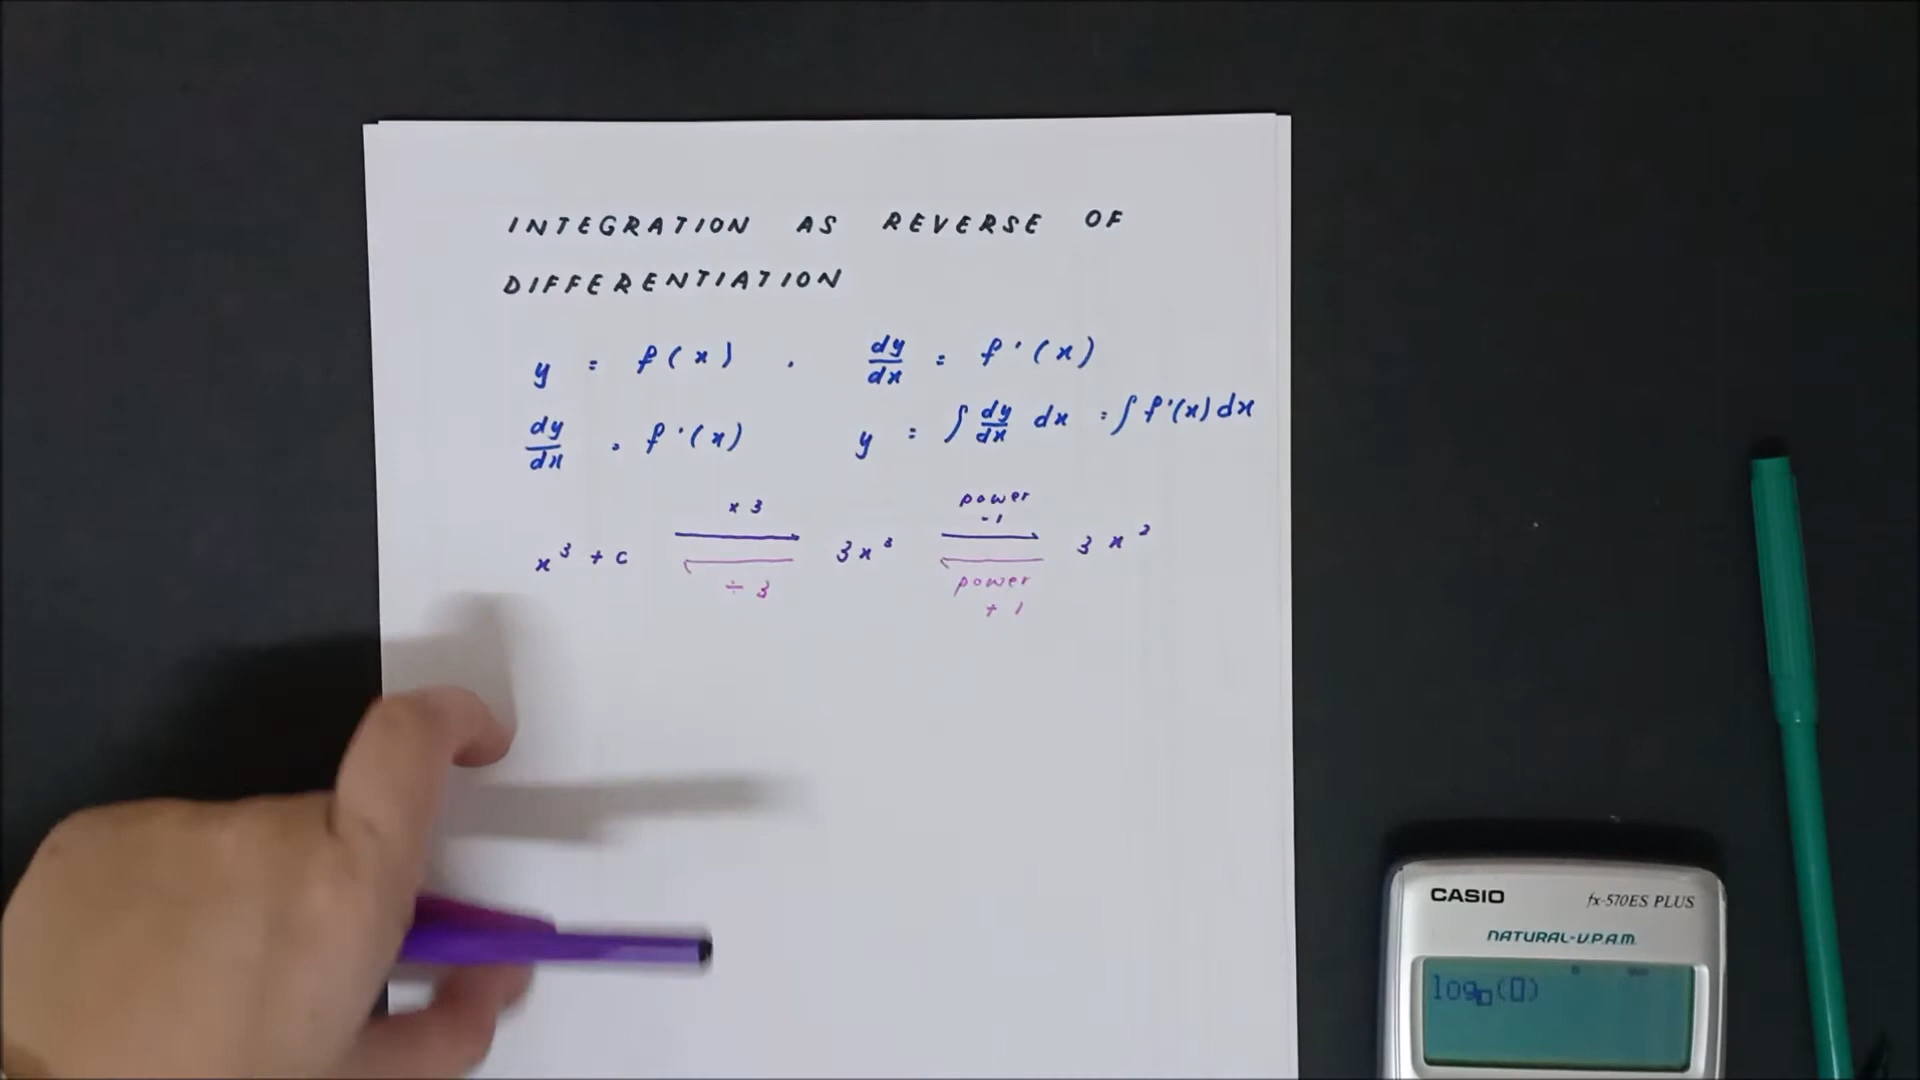 INTEGRATION AS REVERSE OF
DIFFERENTIATION
y = f(x) . dy/dx = f'(x)
dy/dx = f'(x) y = ∫ dy/dx dx = ∫ f'(x) dx
× 3 power - 1
x³ + c 3x³ 3x²
÷ 3 power + 1
CASIO fx-570ES PLUS
NATURAL-V.P.A.M.
log▯(▯)